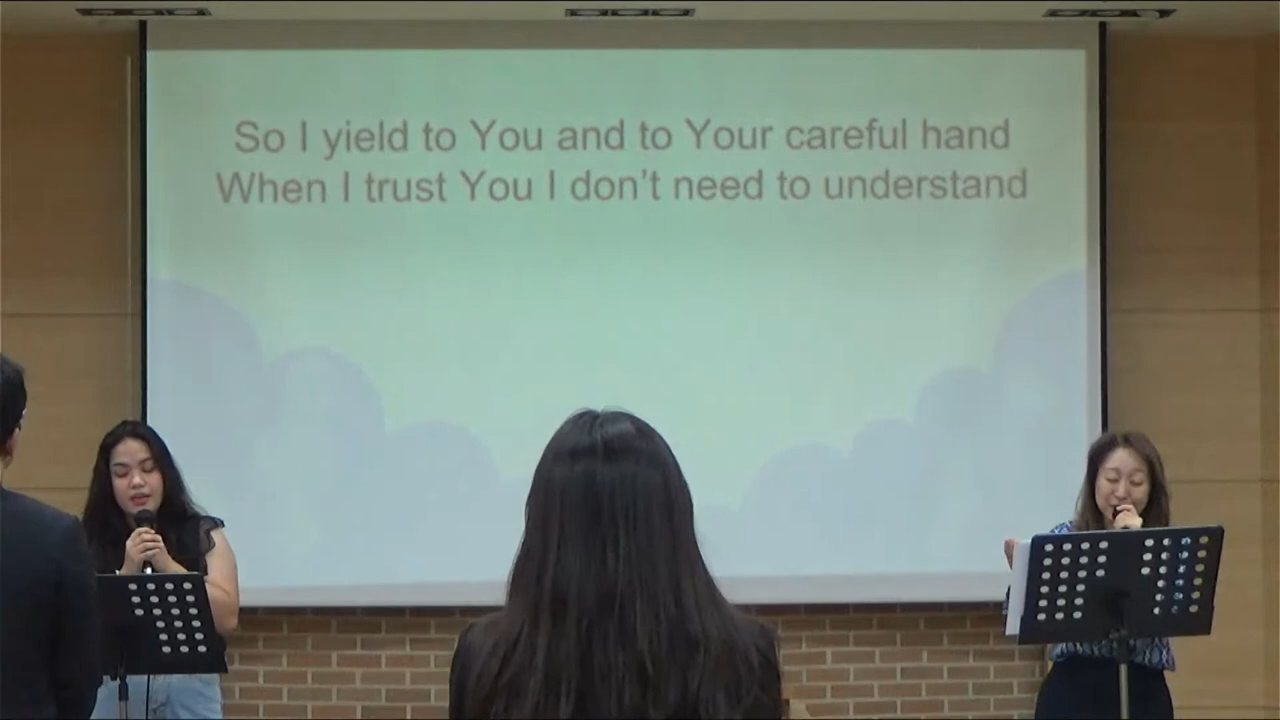 So I yield to You and to Your careful hand
When I trust You I don't need to understand